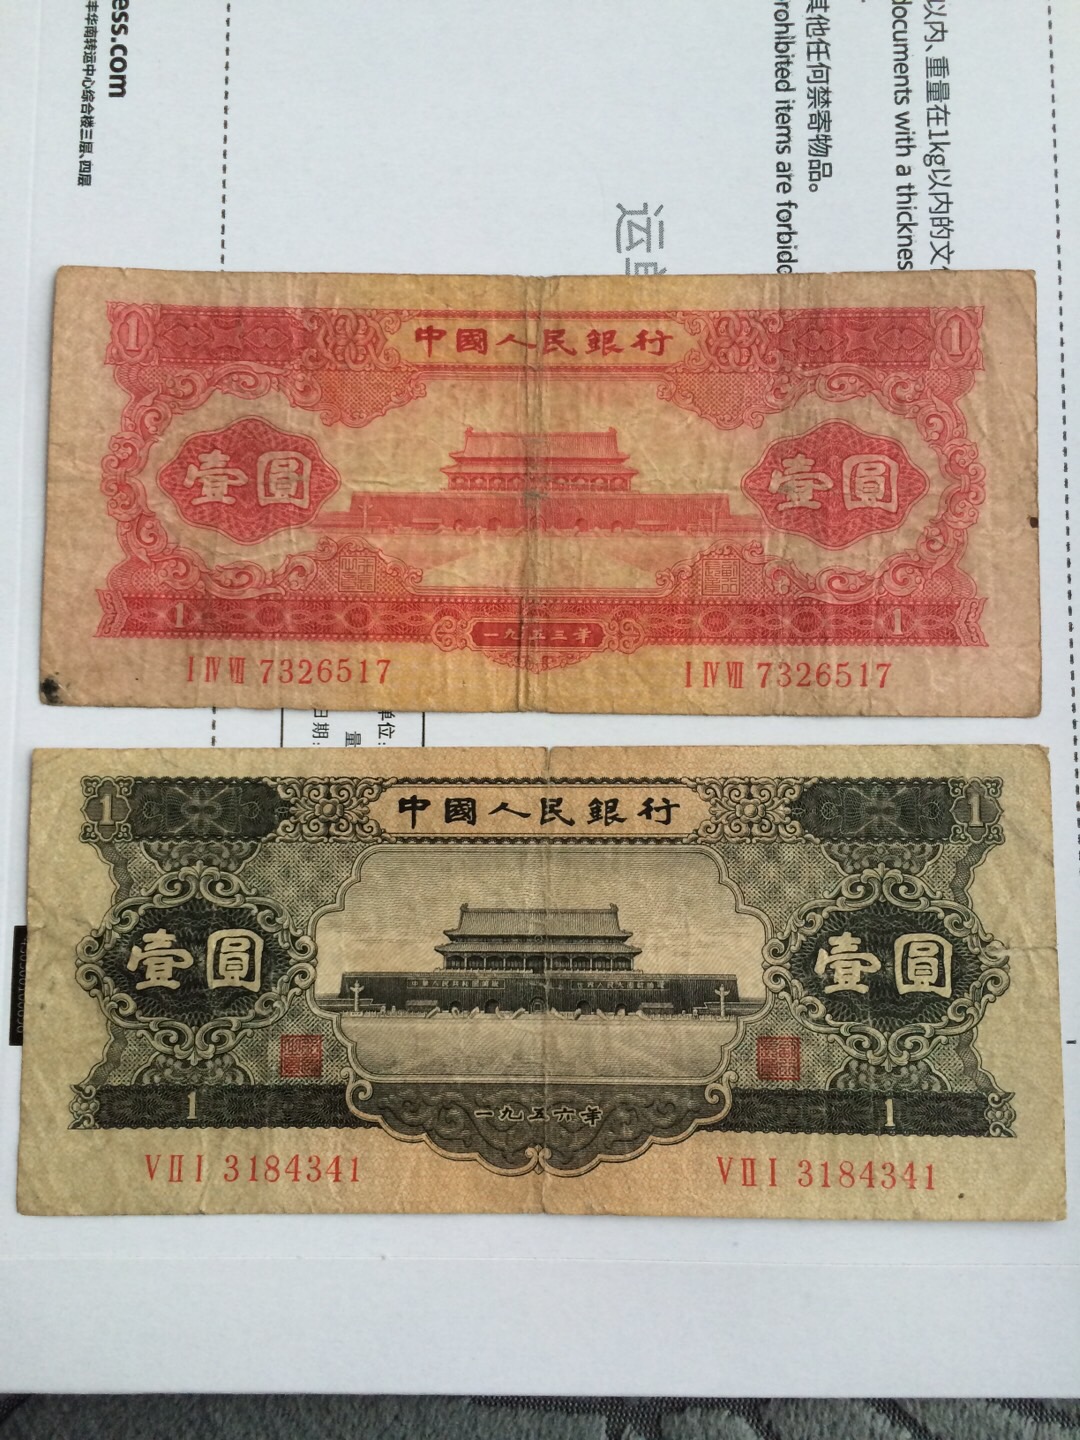 ess.com
丰华南转运中心综合楼三层、四层
以内、重量在1kg以内的文
documents with a thicknes
其他任何禁寄物品。
rohibited items are forbid
运单
1
中國人民銀行
1
壹圓
壹圓
1
一九五三年
1
I IV VII 7326517
I IV VII 7326517
单位:
量
日期:
1
中國人民銀行
1
壹圓
壹圓
1
一九五六年
1
V II I 3184341
V II I 3184341